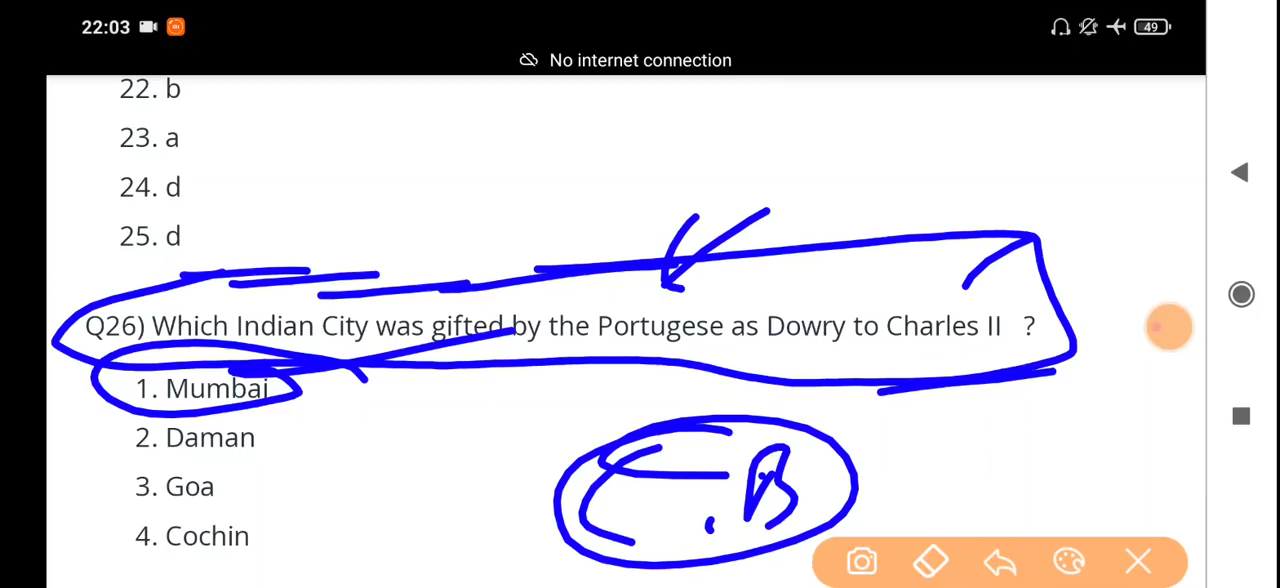 22:03
49
No internet connection
22. b
23. a
24. d
25. d
Q26) Which Indian City was gifted by the Portugese as Dowry to Charles II ?
1. Mumbai
2. Daman
3. Goa
4. Cochin